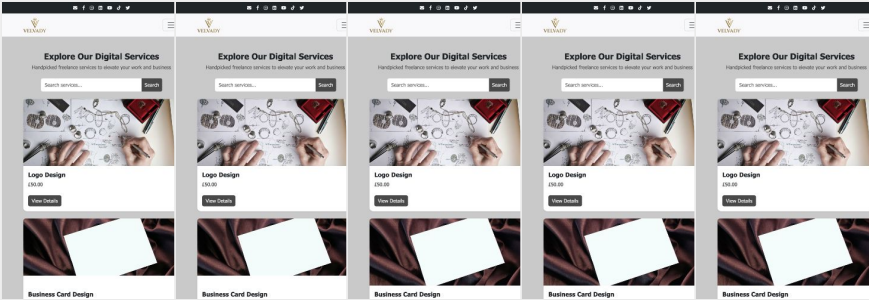 VELVADY
Explore Our Digital Services
Handpicked freelance services to elevate your work and business
Search services... Search
Logo Design
£50.00
View Details
Business Card Design
VELVADY
Explore Our Digital Services
Handpicked freelance services to elevate your work and business
Search services... Search
Logo Design
£50.00
View Details
Business Card Design
VELVADY
Explore Our Digital Services
Handpicked freelance services to elevate your work and business
Search services... Search
Logo Design
£50.00
View Details
Business Card Design
VELVADY
Explore Our Digital Services
Handpicked freelance services to elevate your work and business
Search services... Search
Logo Design
£50.00
View Details
Business Card Design
VELVADY
Explore Our Digital Services
Handpicked freelance services to elevate your work and business
Search services... Search
Logo Design
£50.00
View Details
Business Card Design